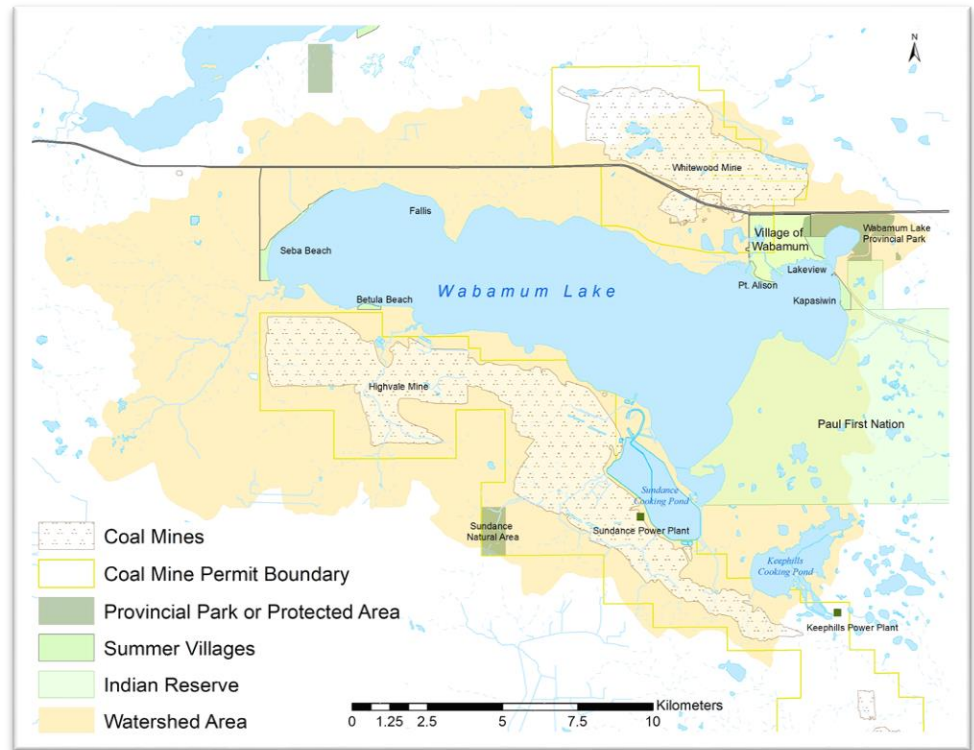 N
Whitewood Mine
Fallis
Village of
Wabamum
Wabamum Lake
Provincial Park
Seba Beach
Lakeview
Pt. Alison
Betula Beach
Wabamum Lake
Kapasiwin
Highvale Mine
Paul First Nation
Sundance
Cooking Pond
Sundance
Natural Area
Sundance Power Plant
Keephills
Cooking Pond
Keephills Power Plant
Coal Mines
Coal Mine Permit Boundary
Provincial Park or Protected Area
Summer Villages
Indian Reserve
Watershed Area
Kilometers
0 1.25 2.5 5 7.5 10